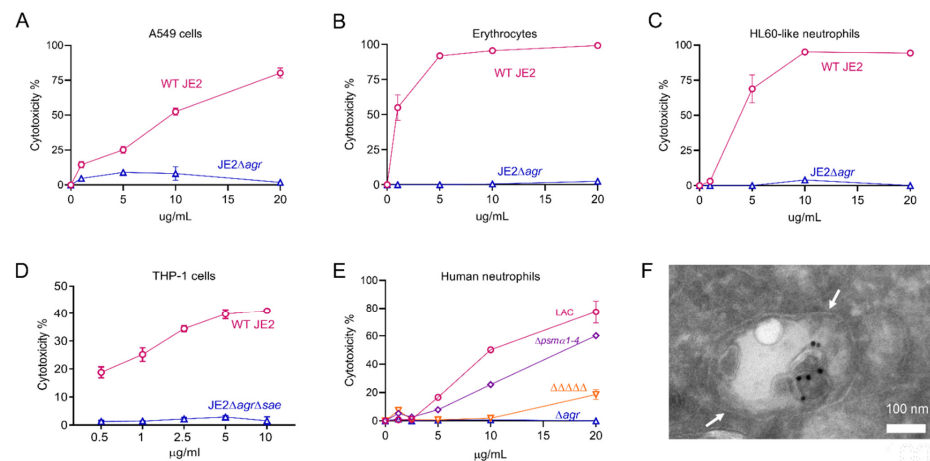 A
A549 cells
Cytotoxicity %
100
75
50
25
0
WT JE2
JE2Δagr
0
5
10
15
20
ug/mL
B
Erythrocytes
Cytotoxicity %
100
75
50
25
0
WT JE2
JE2Δagr
0
5
10
15
20
ug/mL
C
HL60-like neutrophils
Cytotoxicity %
100
75
50
25
0
WT JE2
JE2Δagr
0
5
10
15
20
ug/mL
D
THP-1 cells
Cytotoxicity %
50
40
30
20
10
0
WT JE2
JE2ΔagrΔsae
0.5
1
2.5
5
10
μg/ml
E
Human neutrophils
Cytotoxicity %
100
80
60
40
20
0
LAC
Δpsmα1-4
ΔΔΔΔΔ
Δagr
0
5
10
15
20
μg/mL
F
100 nm